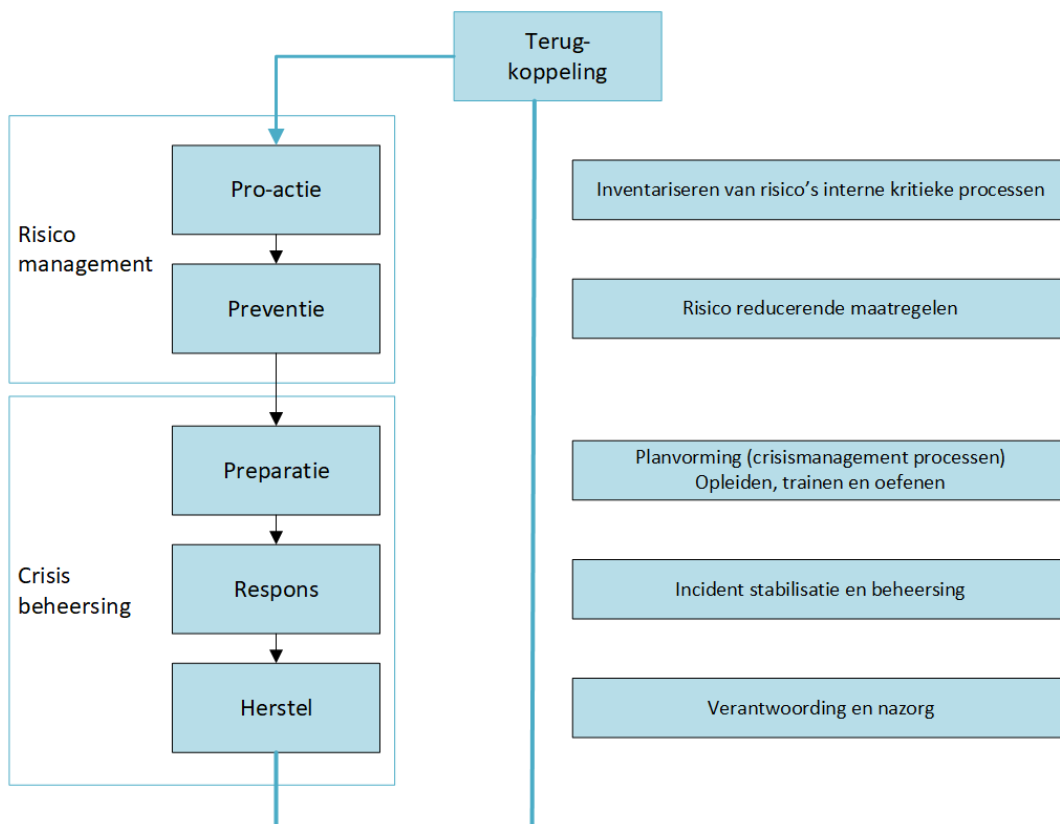 Terug-
koppeling
Pro-actie
Inventariseren van risico's interne kritieke processen
Risico
management
Preventie
Risico reducerende maatregelen
Preparatie
Planvorming (crisismanagement processen)
Opleiden, trainen en oefenen
Crisis
beheersing
Respons
Incident stabilisatie en beheersing
Herstel
Verantwoording en nazorg